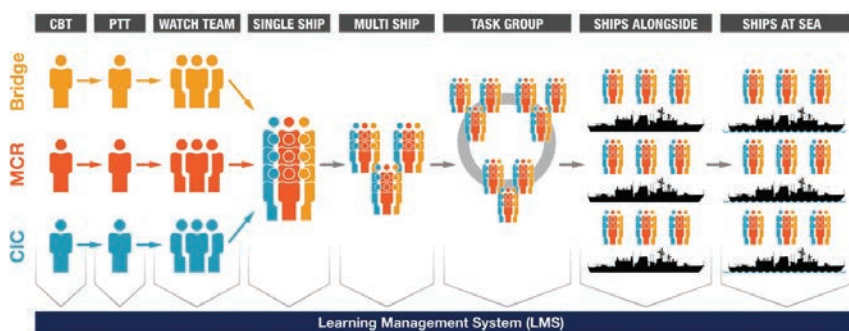 CBT PTT WATCH TEAM SINGLE SHIP MULTI SHIP TASK GROUP SHIPS ALONGSIDE SHIPS AT SEA
Bridge
MCR
CIC
Learning Management System (LMS)